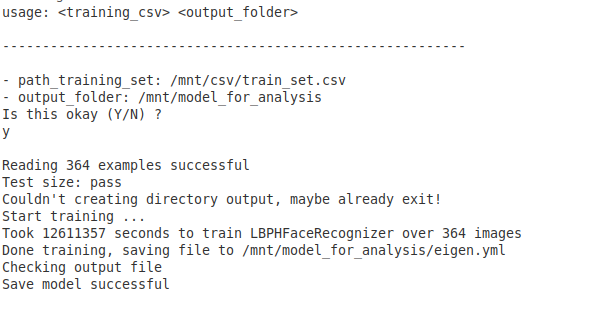 usage: <training_csv> <output_folder>
----------------------------------------------------------
- path_training_set: /mnt/csv/train_set.csv
- output_folder: /mnt/model_for_analysis
Is this okay (Y/N) ?
y
Reading 364 examples successful
Test size: pass
Couldn't creating directory output, maybe already exit!
Start training ...
Took 12611357 seconds to train LBPHFaceRecognizer over 364 images
Done training, saving file to /mnt/model_for_analysis/eigen.yml
Checking output file
Save model successful